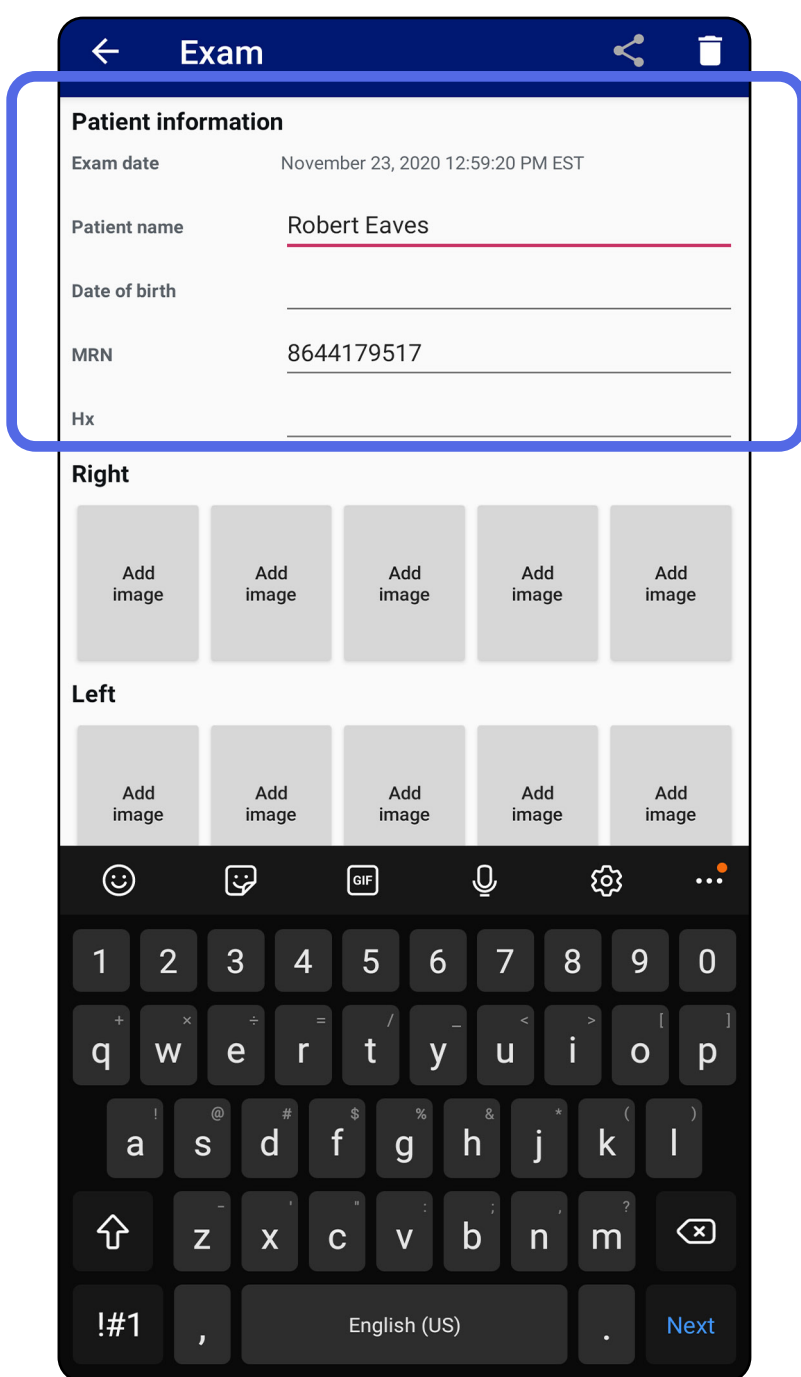 Exam
Patient information
Exam date November 23, 2020 12:59:20 PM EST
Patient name Robert Eaves
Date of birth
MRN 8644179517
Hx
Right
Add image Add image Add image Add image Add image
Left
Add image Add image Add image Add image Add image
GIF
1 2 3 4 5 6 7 8 9 0
+ × ÷ = / _ < > [ ]
q w e r t y u i o p
! @ # $ % & * ( )
a s d f g h j k l
- ' " : ; , ?
z x c v b n m
!#1 , English (US) . Next